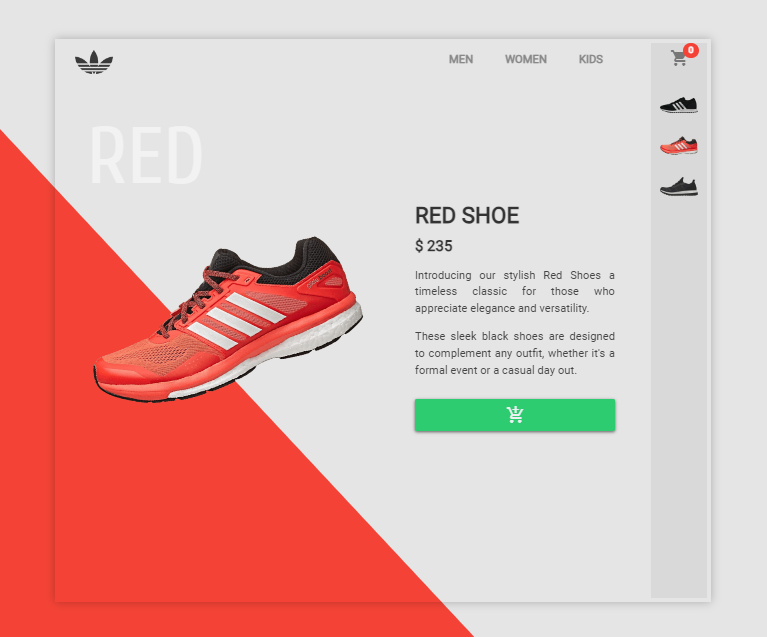 MEN WOMEN KIDS
0
RED
RED SHOE
$ 235
Introducing our stylish Red Shoes a
timeless classic for those who
appreciate elegance and versatility.
These sleek black shoes are designed
to complement any outfit, whether it's a
formal event or a casual day out.